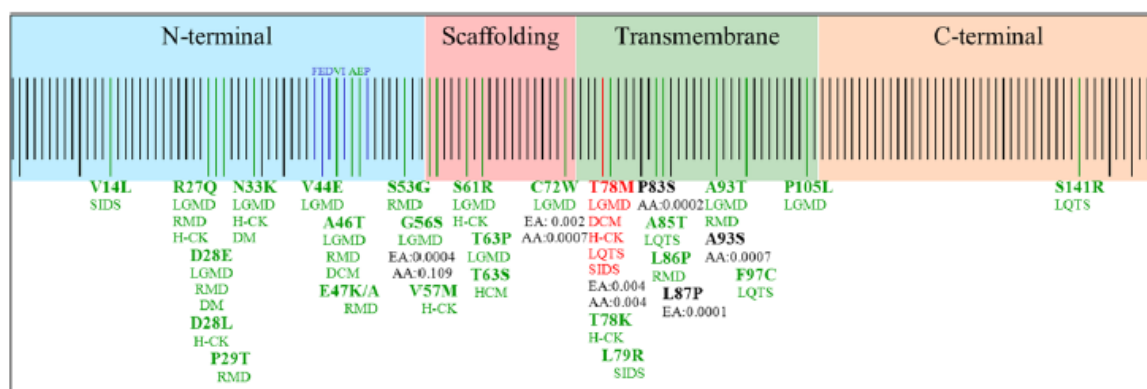 N-terminal
Scaffolding
Transmembrane
C-terminal
FEDVI AEP
V14L
SIDS
R27Q
LGMD
RMD
H-CK
D28E
LGMD
RMD
DM
D28L
H-CK
P29T
RMD
N33K
LGMD
H-CK
DM
V44E
LGMD
A46T
LGMD
RMD
DCM
E47K/A
RMD
S53G
RMD
G56S
LGMD
EA:0.0004
AA:0.109
V57M
H-CK
S61R
LGMD
H-CK
T63P
LGMD
T63S
HCM
C72W
LGMD
EA: 0.002
AA:0.0007
T78M
LGMD
DCM
H-CK
LQTS
SIDS
EA:0.004
AA:0.004
T78K
H-CK
L79R
SIDS
P83S
AA:0.0002
A85T
LQTS
L86P
RMD
L87P
EA:0.0001
A93T
LGMD
RMD
A93S
AA:0.0007
F97C
LQTS
P105L
LGMD
S141R
LQTS